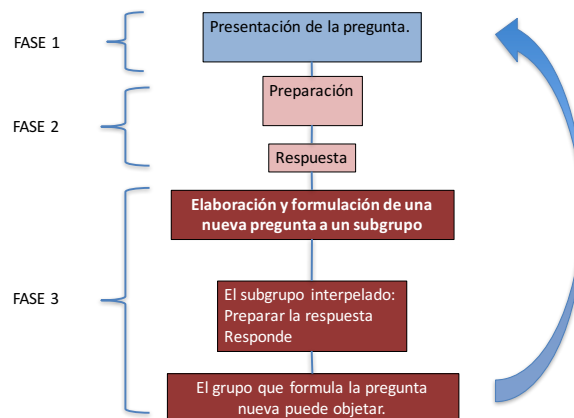 FASE 1
Presentación de la pregunta.
FASE 2
Preparación
Respuesta
FASE 3
Elaboración y formulación de una
nueva pregunta a un subgrupo
El subgrupo interpelado:
Preparar la respuesta
Responde
El grupo que formula la pregunta
nueva puede objetar.